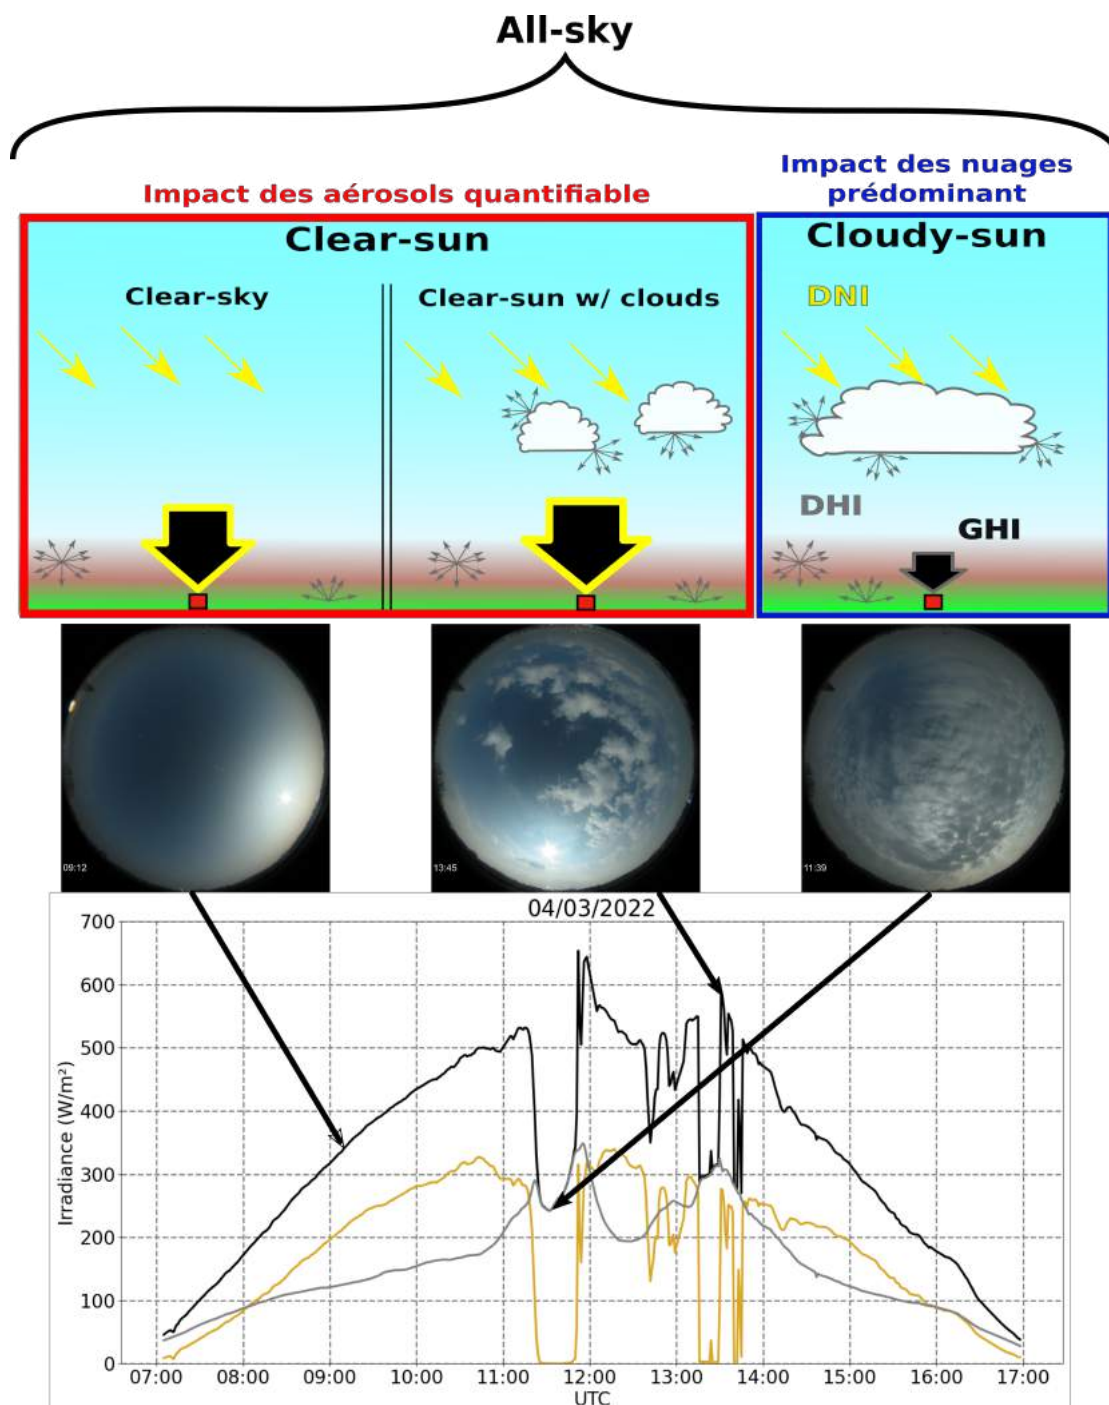 All-sky
Impact des aérosols quantifiable
Impact des nuages
prédominant
Clear-sun
Cloudy-sun
Clear-sky
Clear-sun w/ clouds
DNI
DHI
GHI
09:12
13:45
11:39
04/03/2022
Irradiance (W/m²)
700
600
500
400
300
200
100
0
07:00 08:00 09:00 10:00 11:00 12:00 13:00 14:00 15:00 16:00 17:00
UTC